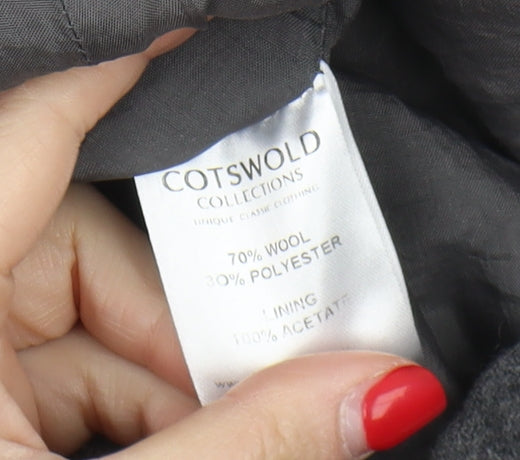 COTSWOLD
COLLECTIONS
UNIQUE CLASSIC CLOTHING
70% WOOL
30% POLYESTER
LINING
100% ACETATE